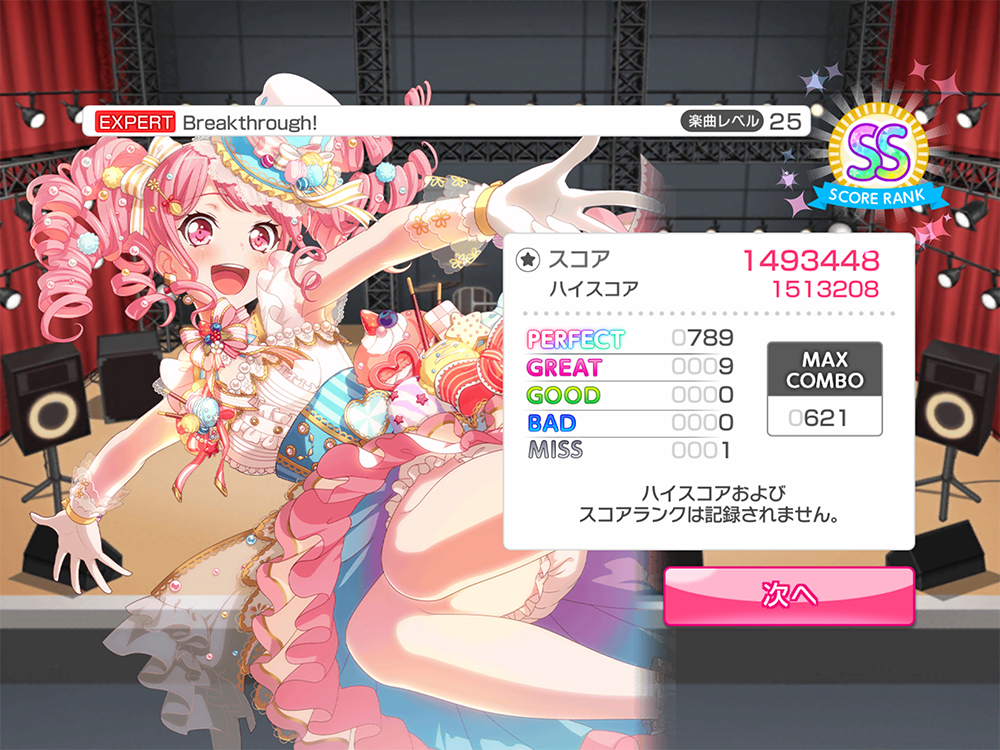 EXPERT Breakthrough! 楽曲レベル 25
SS
SCORE RANK
スコア 1493448
ハイスコア 1513208
PERFECT 0789
GREAT 0009
GOOD 0000
BAD 0000
MISS 0001
MAX
COMBO
0621
ハイスコアおよび
スコアランクは記録されません。
次へ